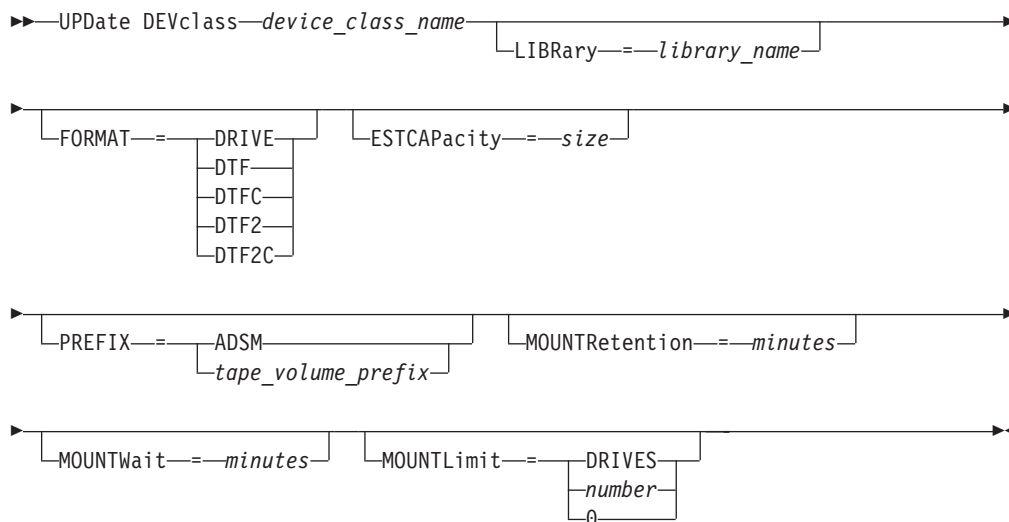 UPDate DEVclass device_class_name
LIBRary = library_name
FORMAT = DRIVE
DTF
DTFC
DTF2
DTF2C
ESTCAPacity = size
PREFIX = ADSM
tape_volume_prefix
MOUNTRetention = minutes
MOUNTWait = minutes
MOUNTLimit = DRIVES
number
0